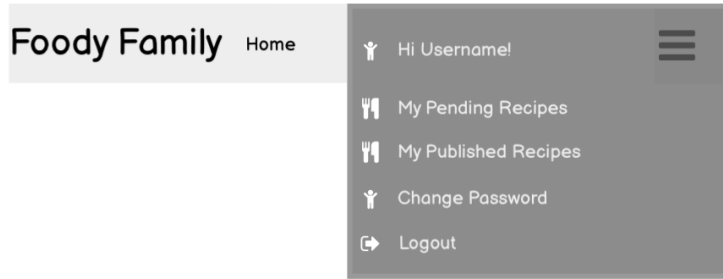 Foody Family Home
Hi Username!
My Pending Recipes
My Published Recipes
Change Password
Logout